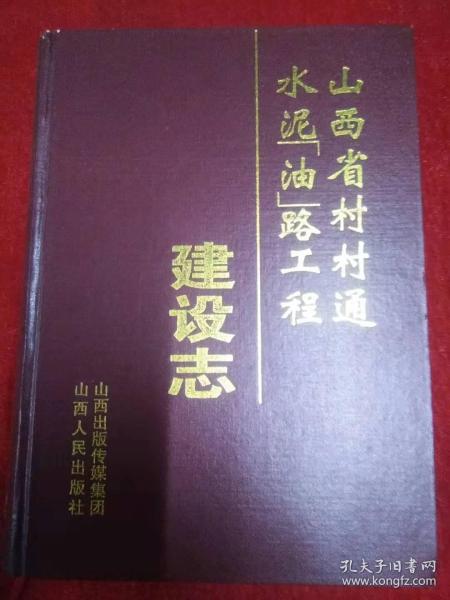 山西省村村通
水泥「油」路工程
建设志
山西出版传媒集团
山西人民出版社
孔夫子旧书网
www.kongfz.com